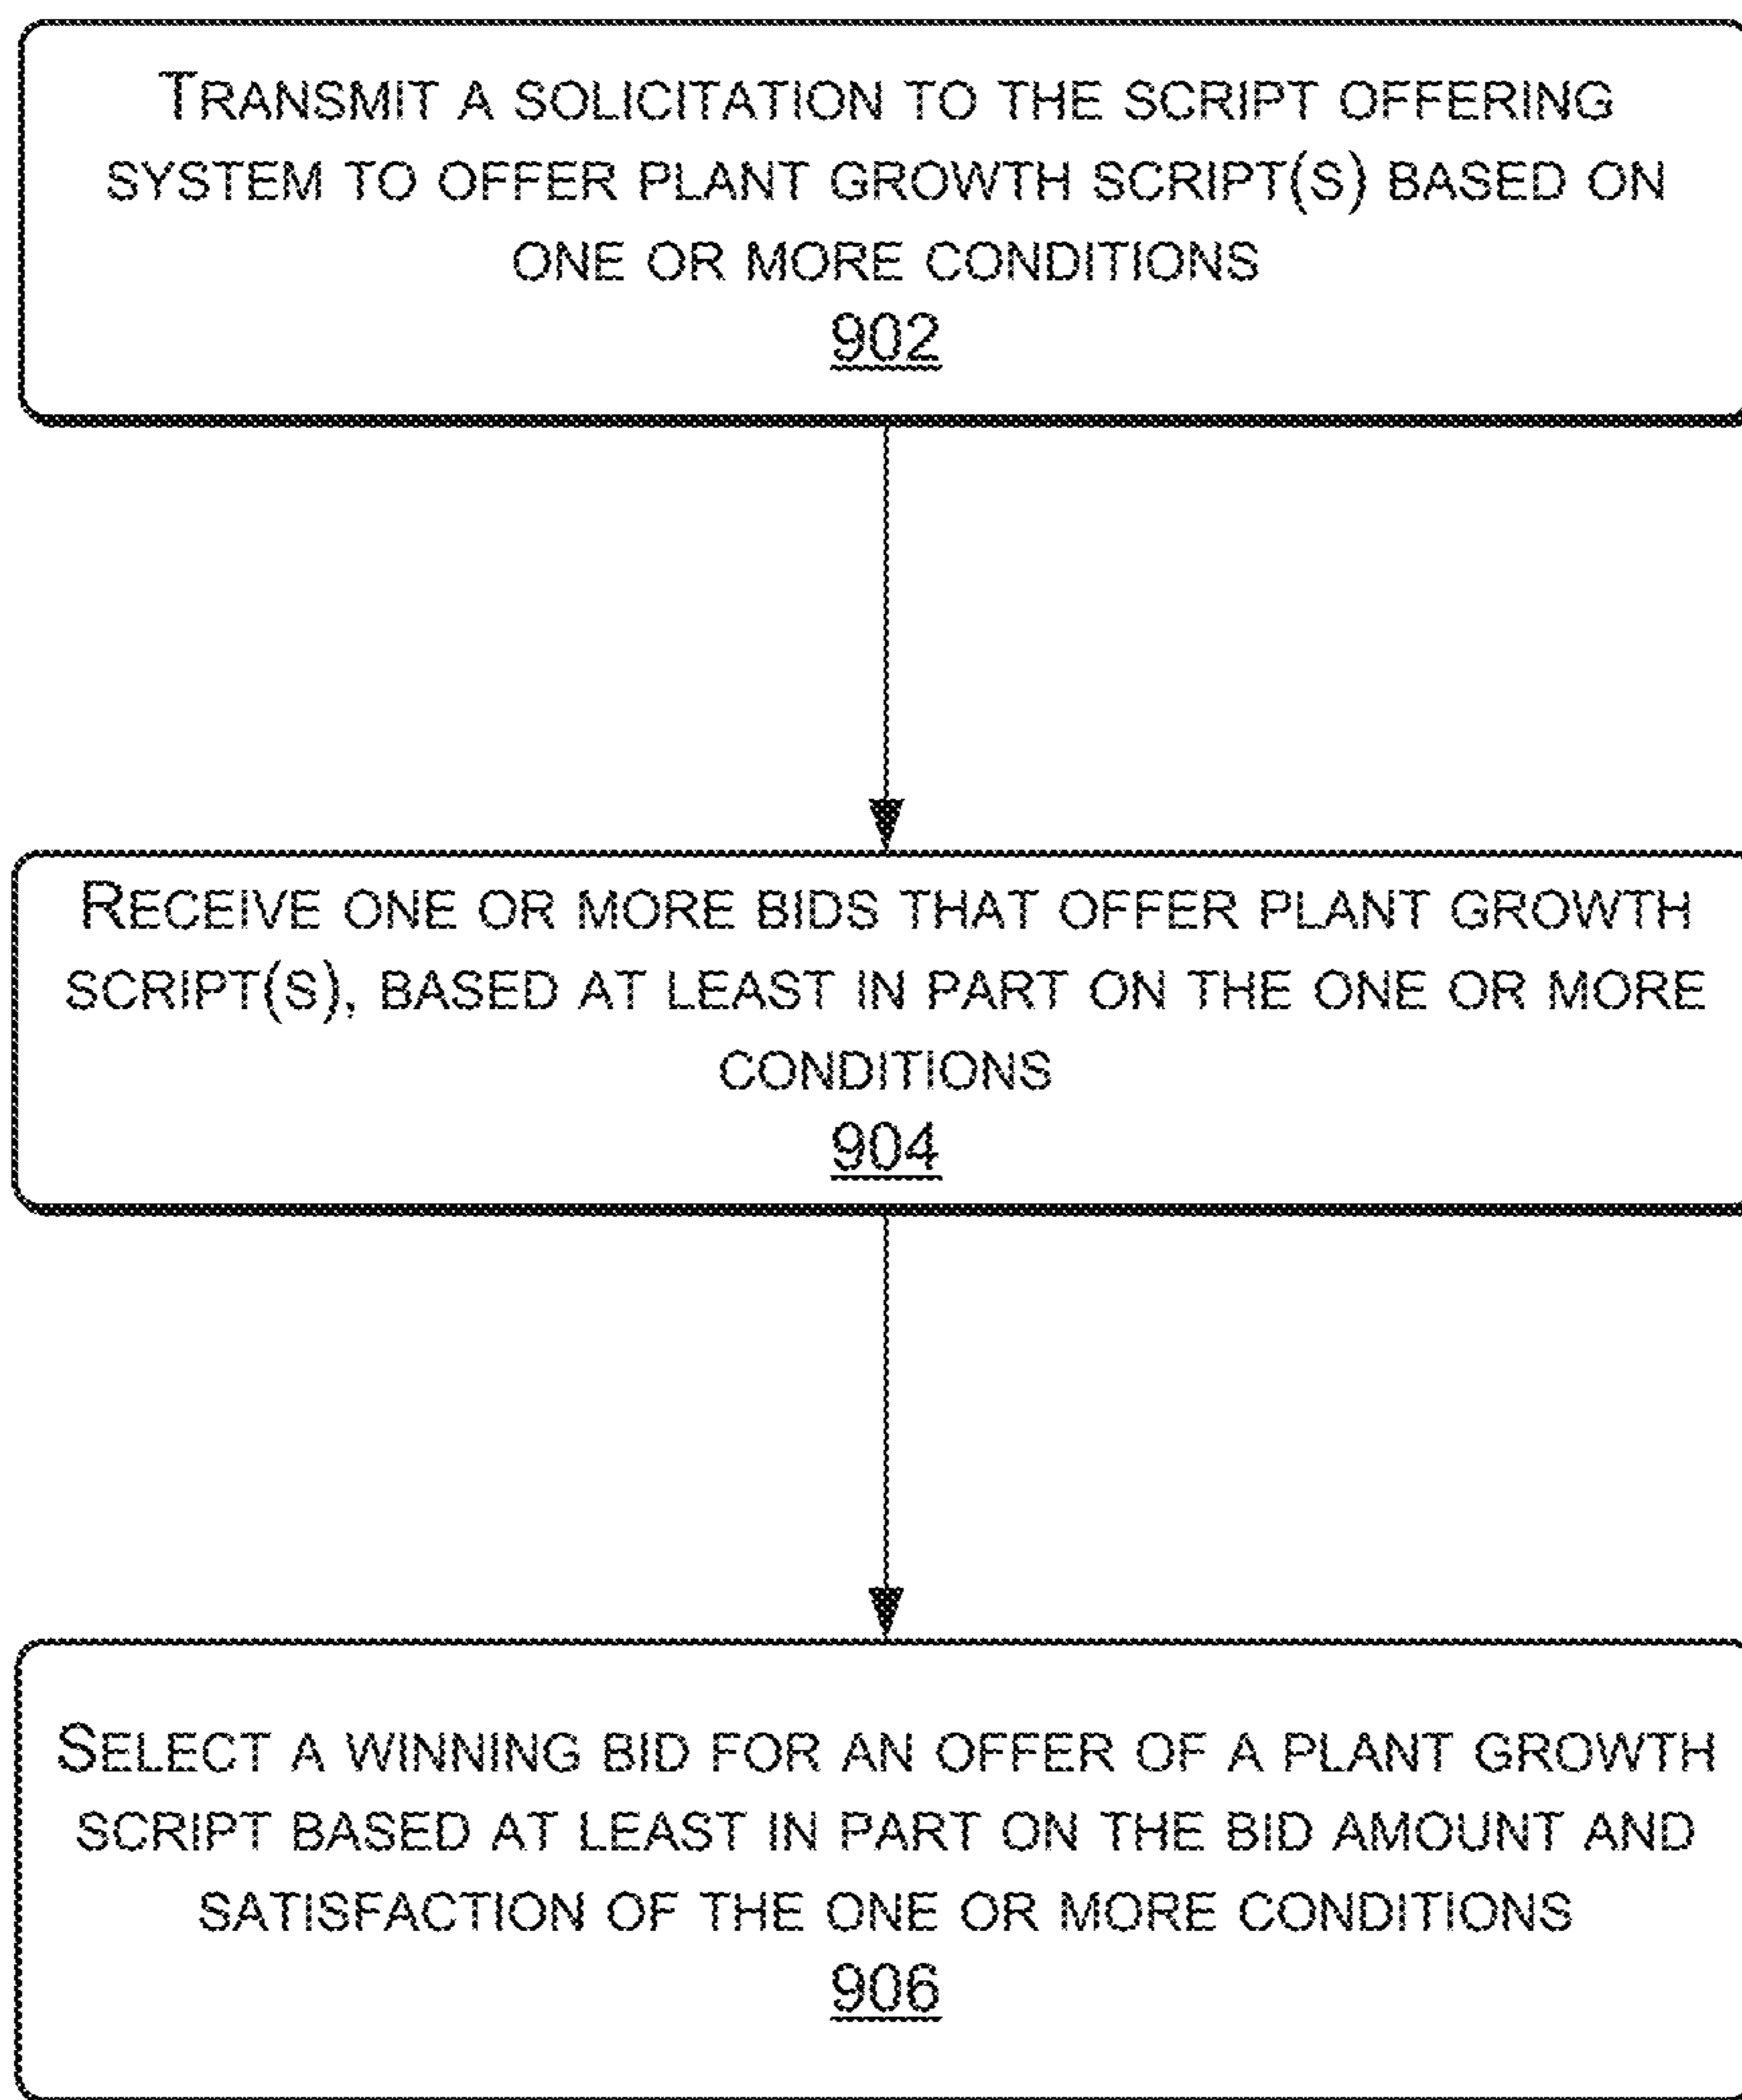 TRANSMIT A SOLICITATION TO THE SCRIPT OFFERING
SYSTEM TO OFFER PLANT GROWTH SCRIPT(S) BASED ON
ONE OR MORE CONDITIONS
902
RECEIVE ONE OR MORE BIDS THAT OFFER PLANT GROWTH
SCRIPT(S), BASED AT LEAST IN PART ON THE ONE OR MORE
CONDITIONS
904
SELECT A WINNING BID FOR AN OFFER OF A PLANT GROWTH
SCRIPT BASED AT LEAST IN PART ON THE BID AMOUNT AND
SATISFACTION OF THE ONE OR MORE CONDITIONS
906